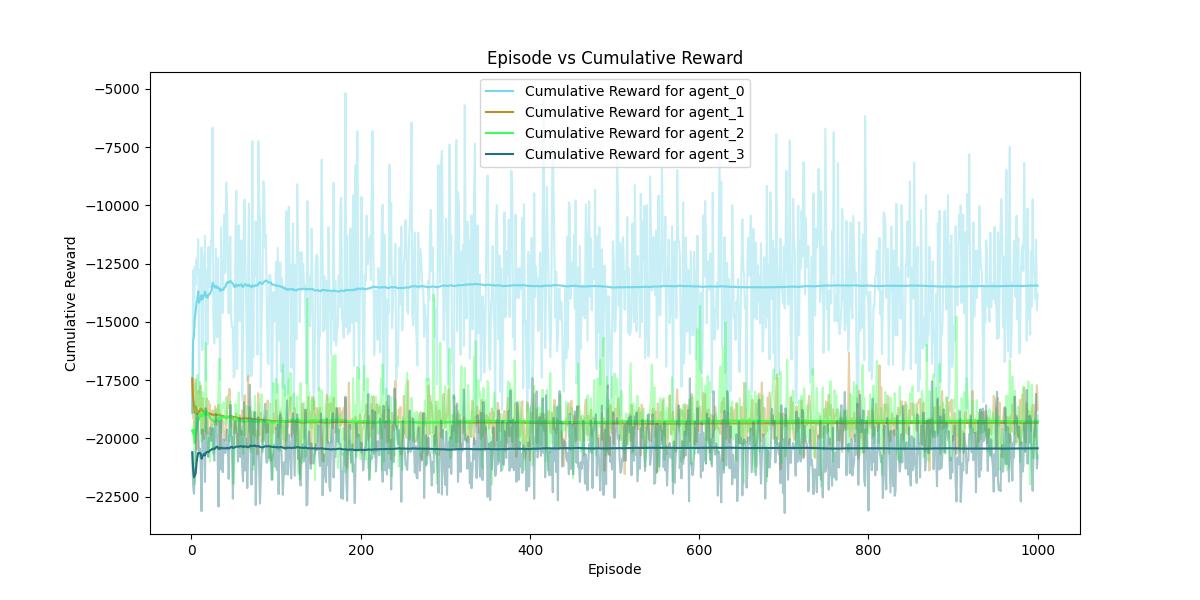 Episode vs Cumulative Reward
Cumulative Reward for agent_0
Cumulative Reward for agent_1
Cumulative Reward for agent_2
Cumulative Reward for agent_3
Cumulative Reward
−5000
−7500
−10000
−12500
−15000
−17500
−20000
−22500
0 200 400 600 800 1000
Episode